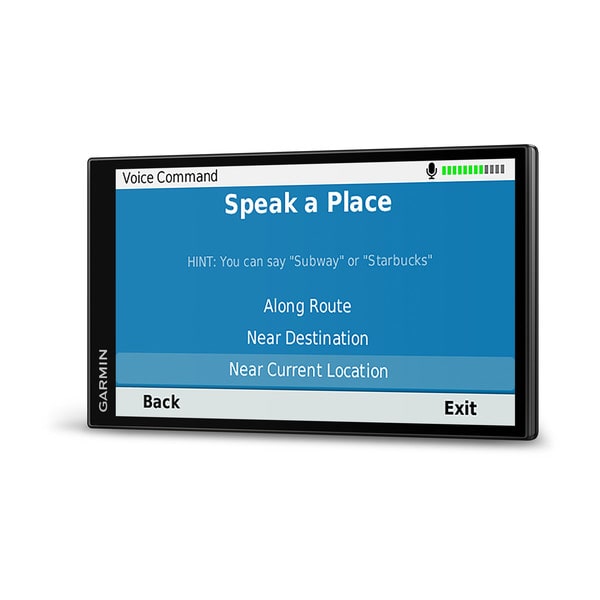 Voice Command
Speak a Place
HINT: You can say "Subway" or "Starbucks"
Along Route
Near Destination
Near Current Location
Back
Exit
GARMIN